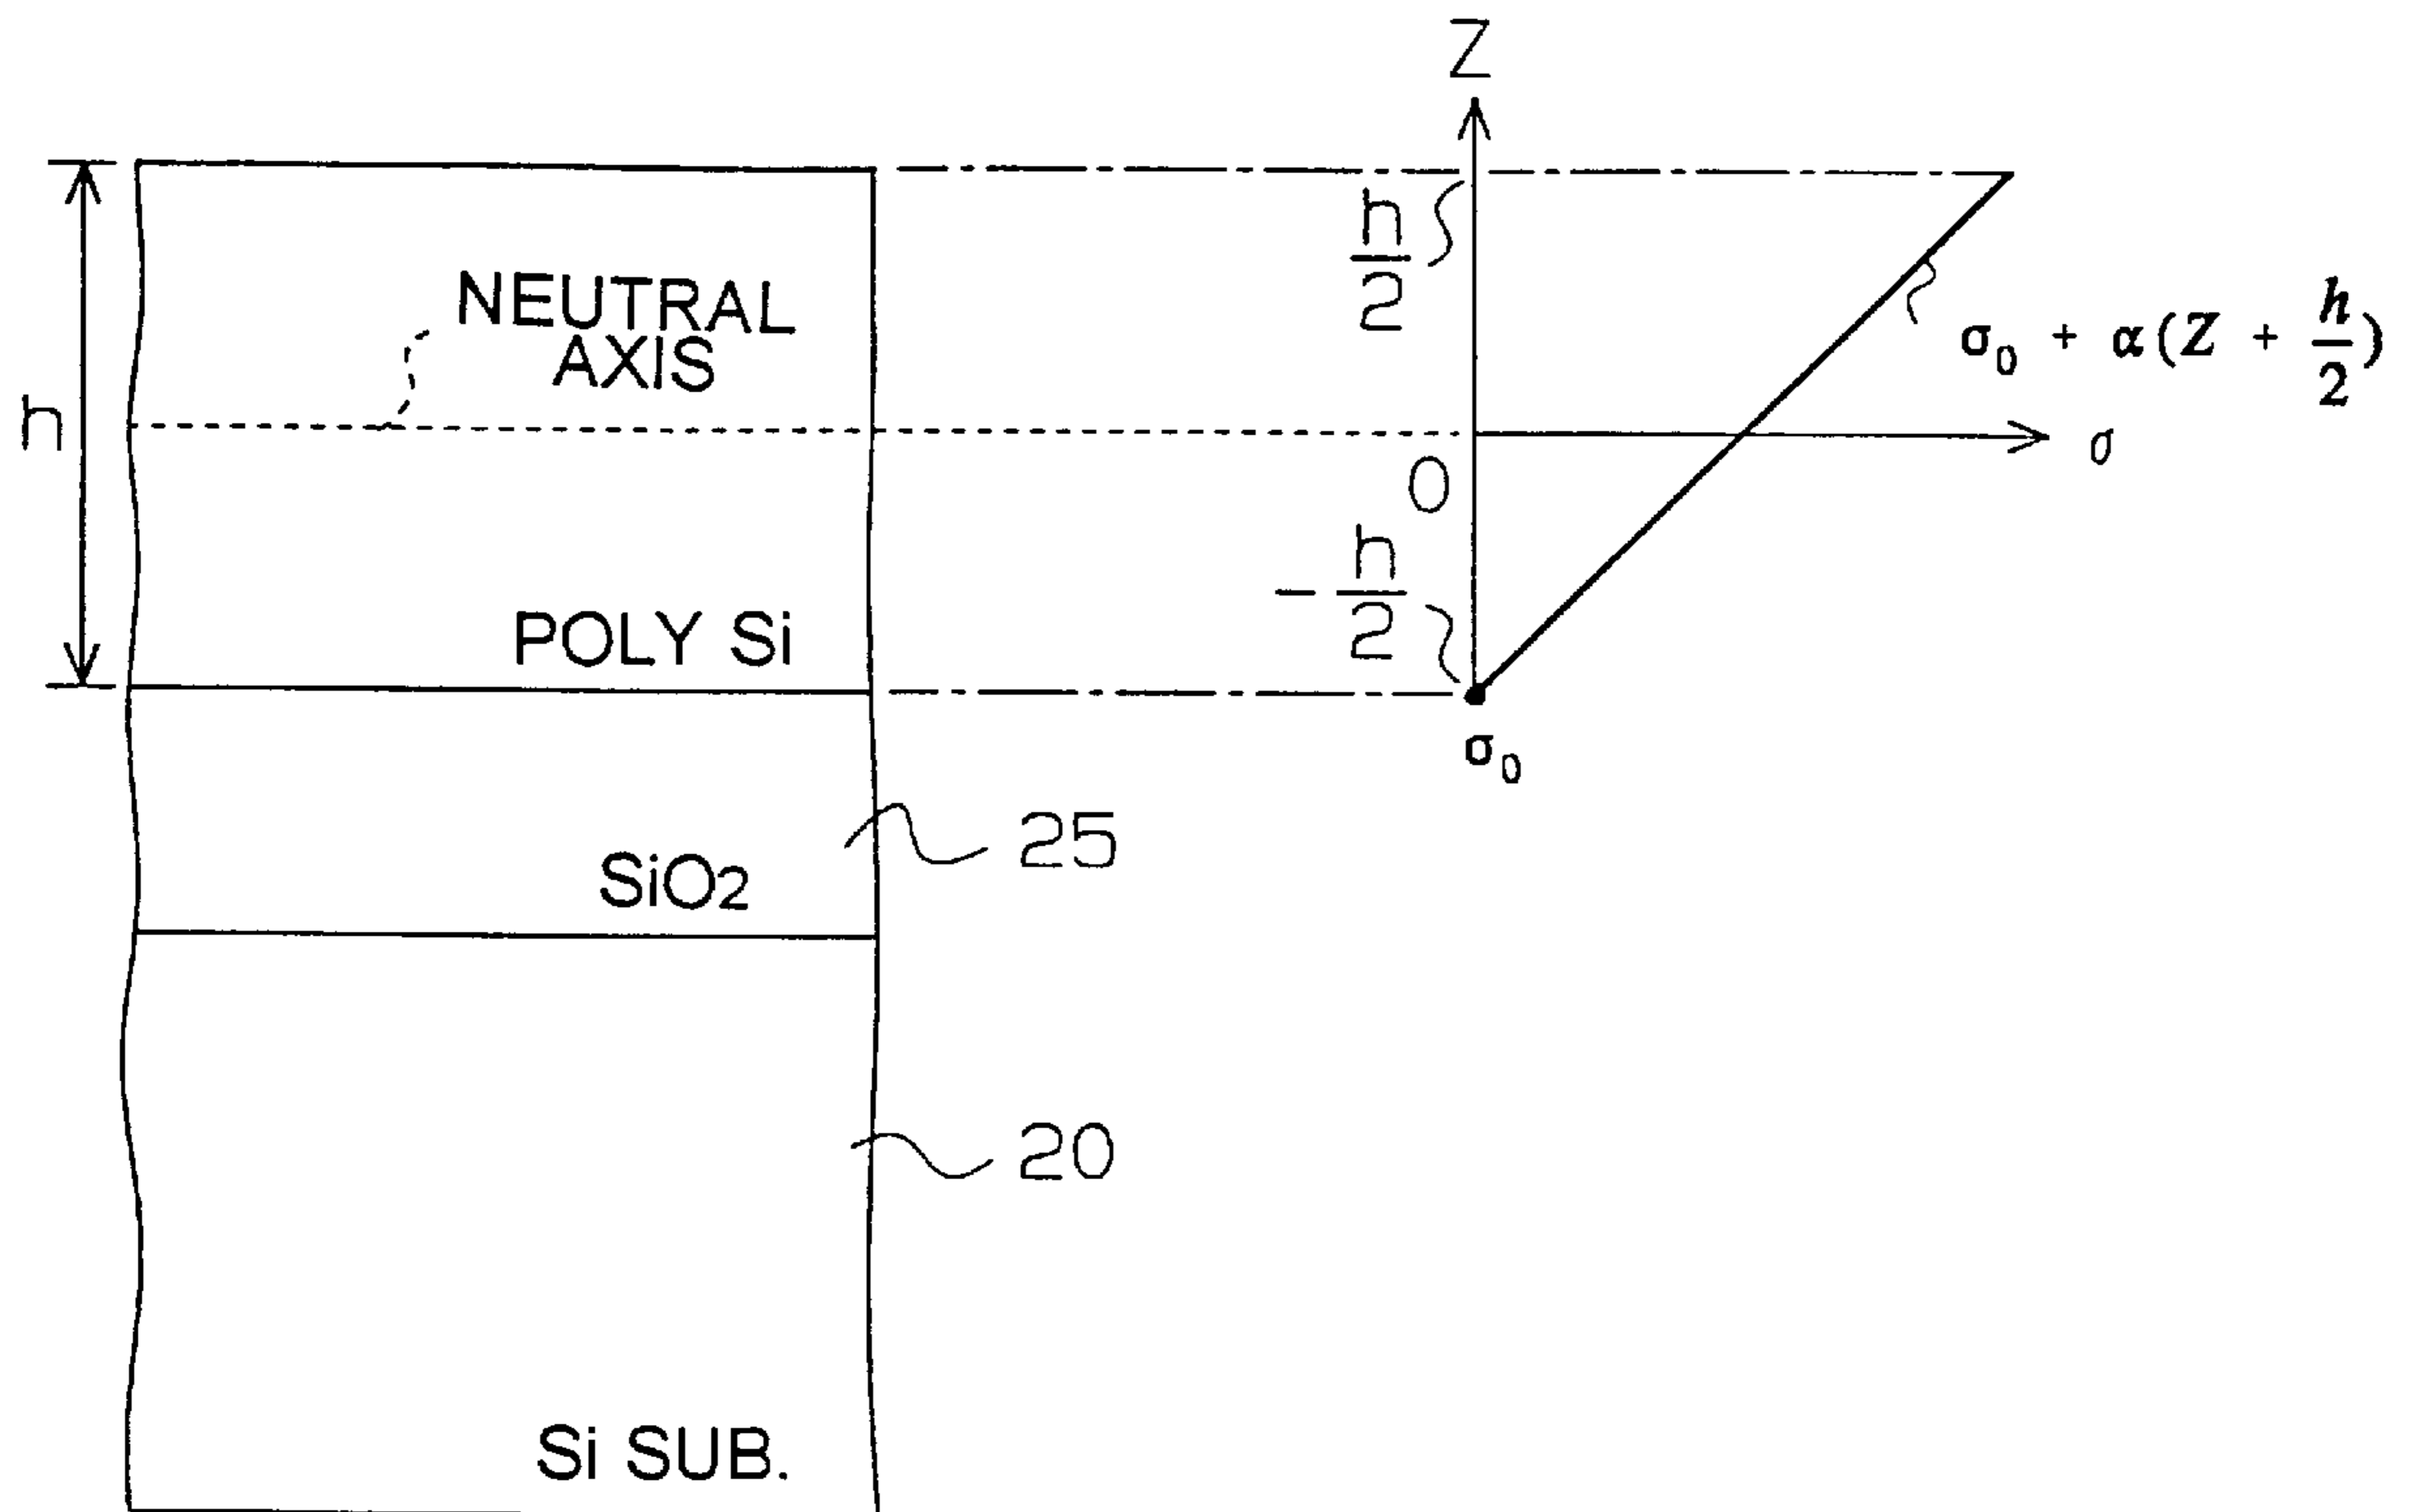 Z
h/2
NEUTRAL
AXIS
σ₀ + α(Z + h/2)
h
σ
0
-h/2
POLY Si
σ₀
25
SiO₂
20
Si SUB.